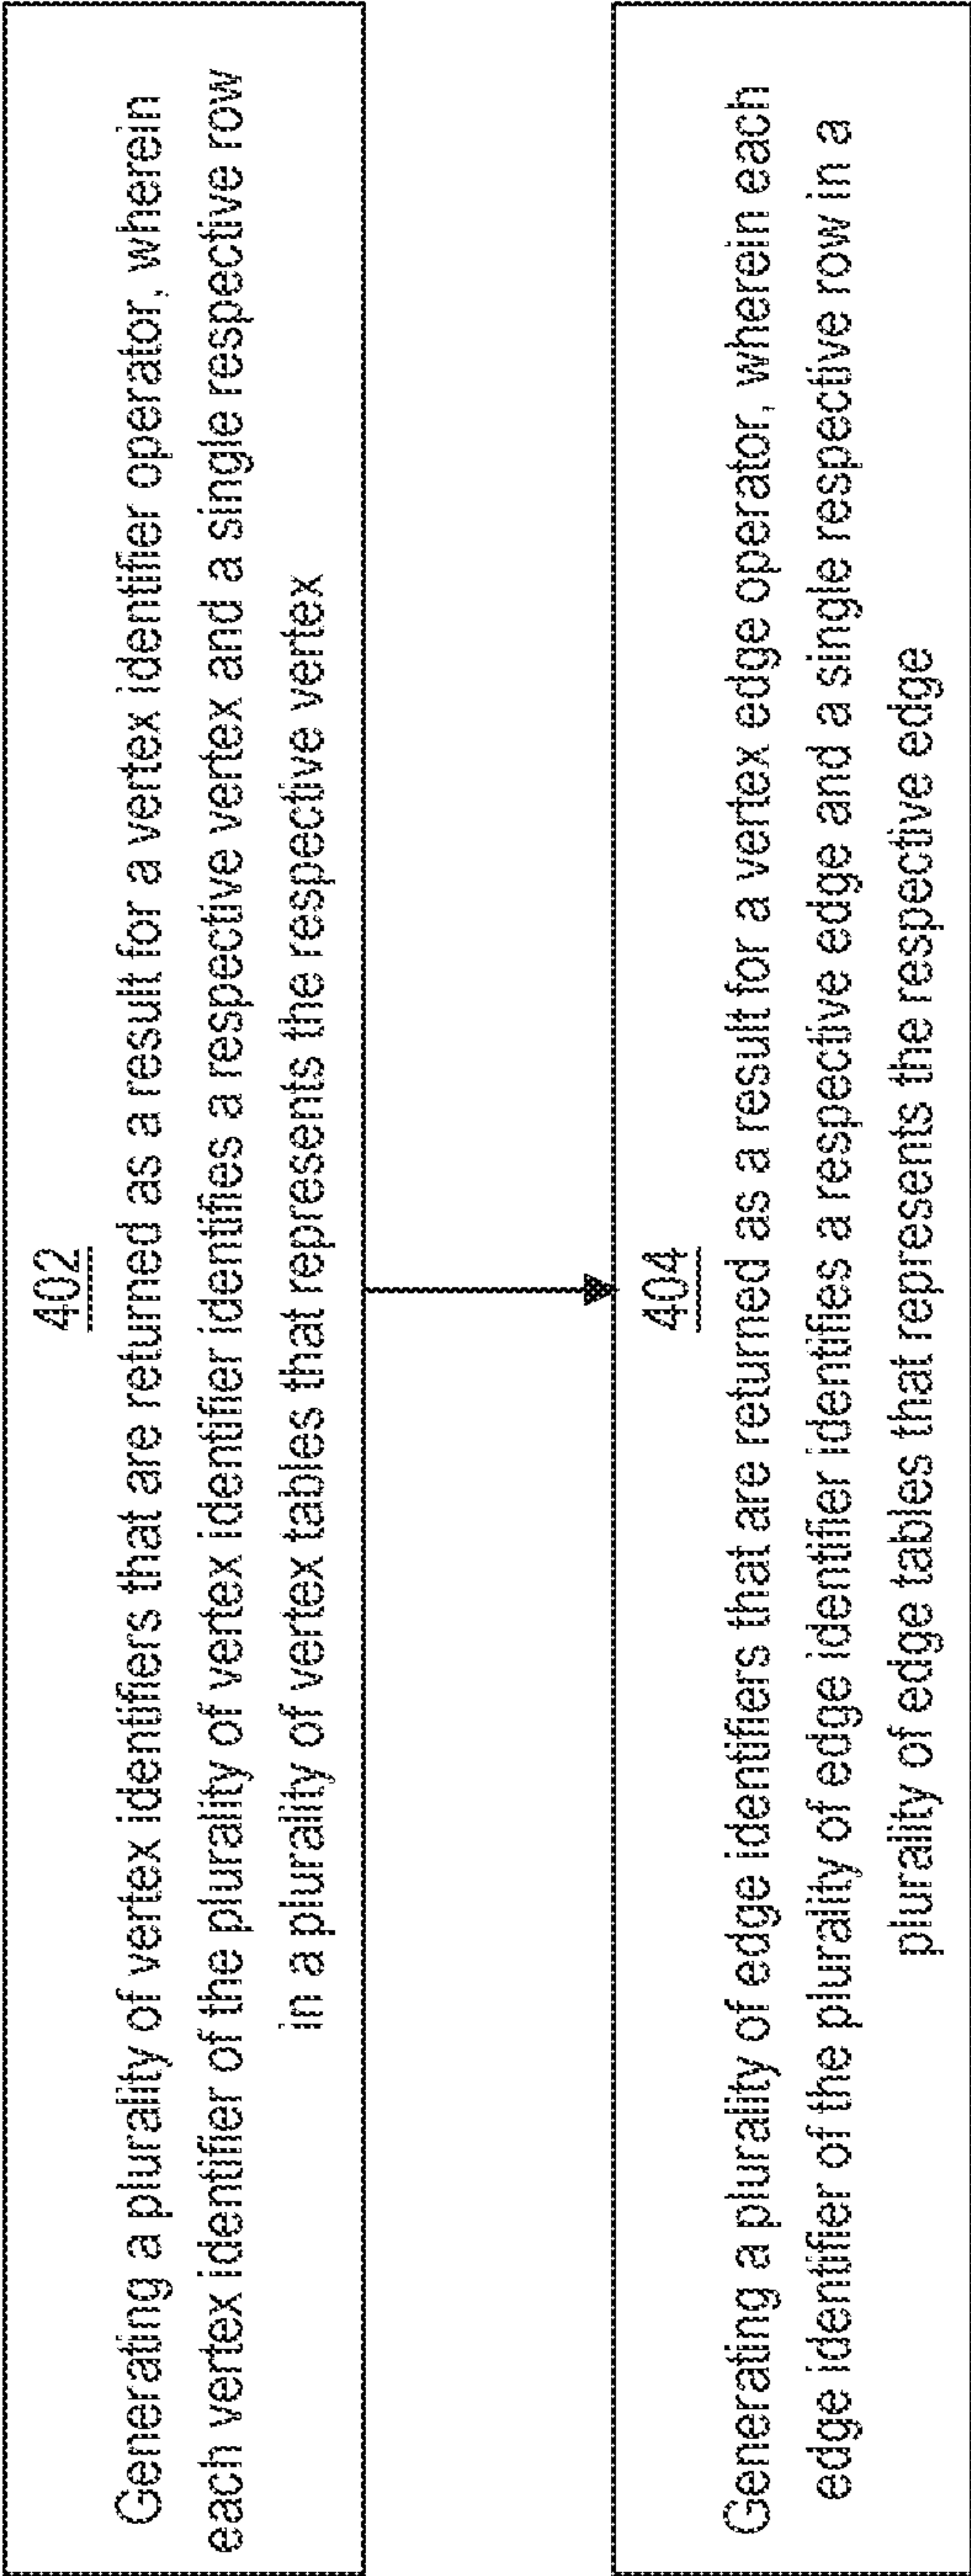 402
Generating a plurality of vertex identifiers that are returned as a result for a vertex identifier operator, wherein
each vertex identifier of the plurality of vertex identifier identifies a respective vertex and a single respective row
in a plurality of vertex tables that represents the respective vertex
404
Generating a plurality of edge identifiers that are returned as a result for a vertex edge operator, wherein each
edge identifier of the plurality of edge identifier identifies a respective edge and a single respective row in a
plurality of edge tables that represents the respective edge